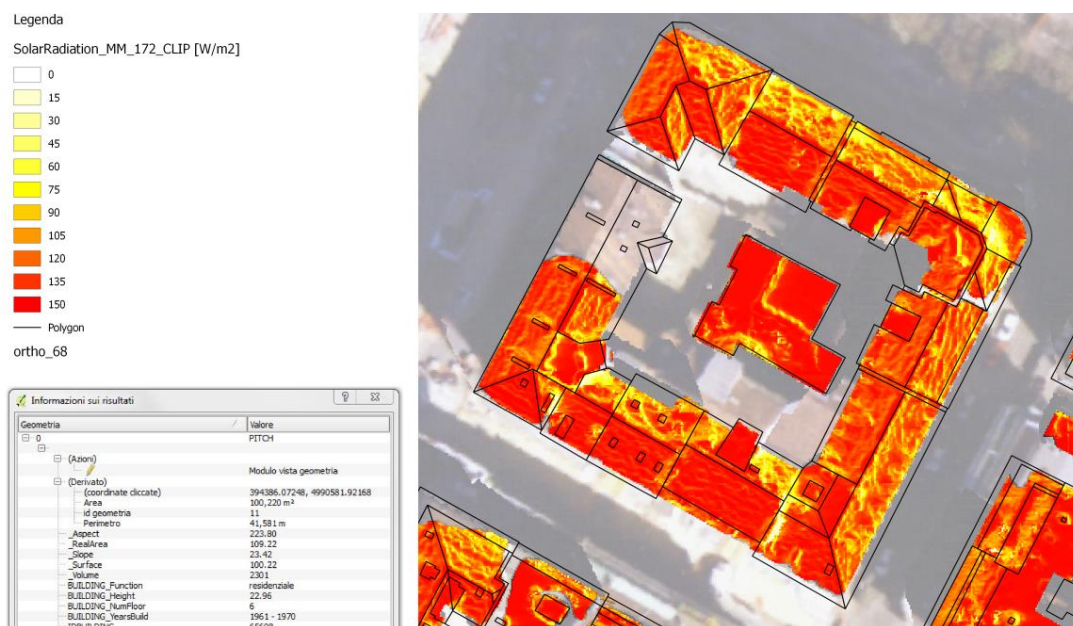 Legenda
SolarRadiation_MM_172_CLIP [W/m2]
0
15
30
45
60
75
90
105
120
135
150
Polygon
ortho_68
Informazioni sui risultati
Geometria Valore
0 PITCH
(Azioni)
Modulo vista geometria
(Derivato)
(coordinate cliccate) 394386.07248, 4990581.92168
Area 100,220 m²
id geometria 11
Perimetro 41,581 m
_Aspect 223.80
_RealArea 109.22
_Slope 23.42
_Surface 100.22
_Volume 2301
BUILDING_Function residenziale
BUILDING_Height 22.96
BUILDING_NumFloor 6
BUILDING_YearsBuild 1961 - 1970